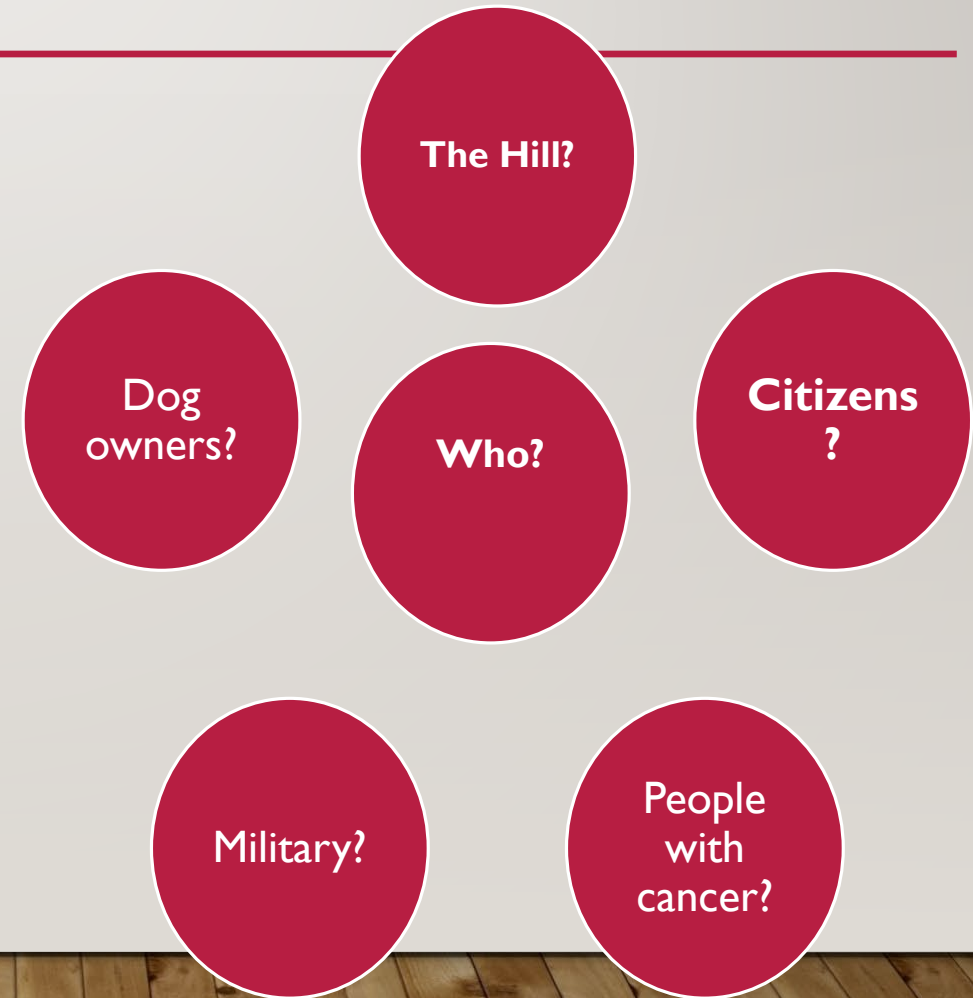 The Hill?
Dog
owners?
Who?
Citizens
?
Military?
People
with
cancer?